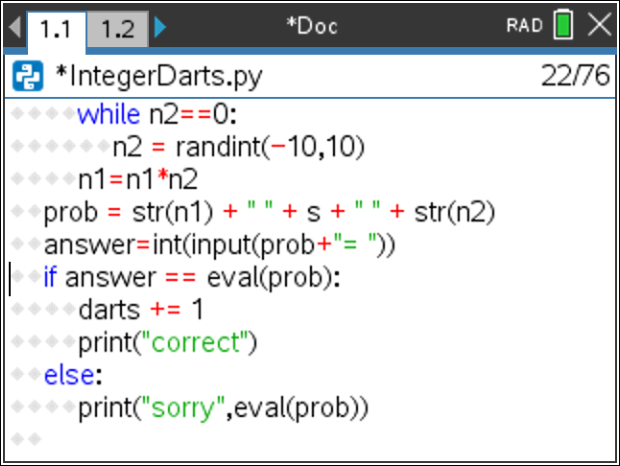 1.1 1.2 *Doc RAD
*IntegerDarts.py 22/76
while n2==0:
n2 = randint(-10,10)
n1=n1*n2
prob = str(n1) + " " + s + " " + str(n2)
answer=int(input(prob+"= "))
if answer == eval(prob):
darts += 1
print("correct")
else:
print("sorry",eval(prob))